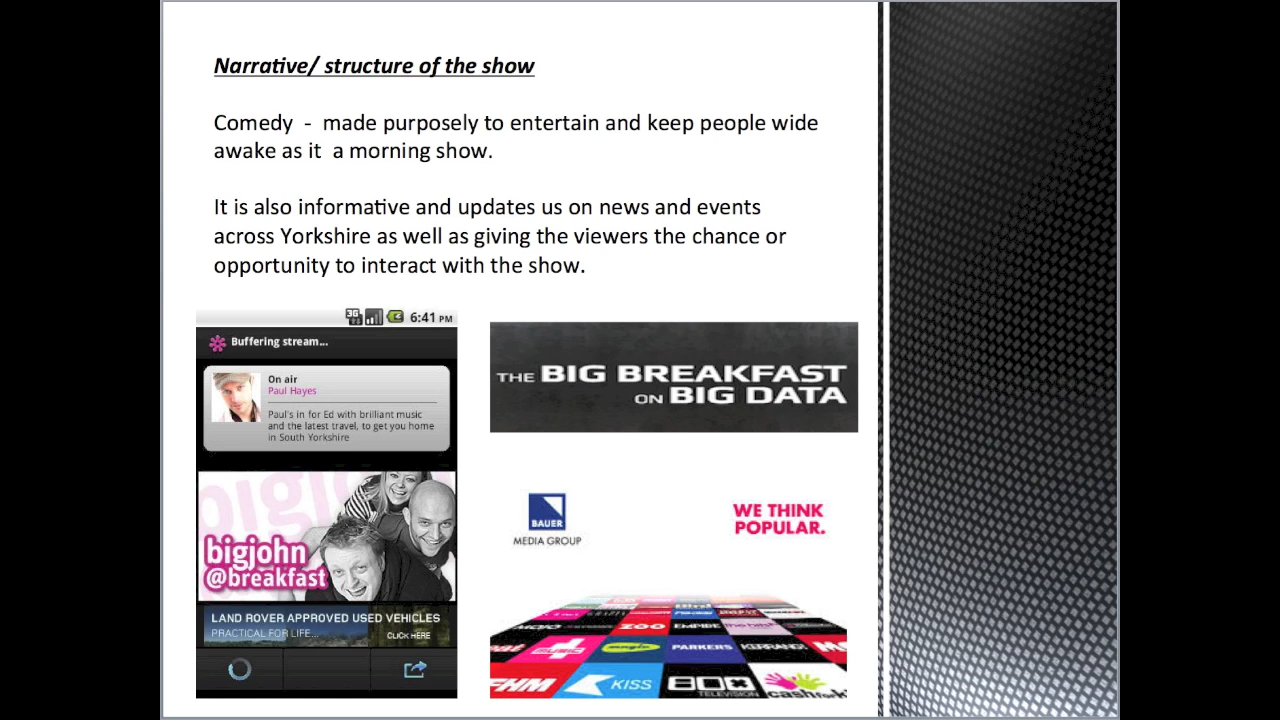 Narrative/ structure of the show
Comedy - made purposely to entertain and keep people wide
awake as it a morning show.
It is also informative and updates us on news and events
across Yorkshire as well as giving the viewers the chance or
opportunity to interact with the show.
3G 6:41 PM
Buffering stream...
On air
Paul Hayes
Paul's in for Ed with brilliant music
and the latest travel, to get you home
in South Yorkshire
bigjohn
@breakfast
LAND ROVER APPROVED USED VEHICLES
PRACTICAL FOR LIFE...
CLICK HERE
THE BIG BREAKFAST
ON BIG DATA
BAUER
MEDIA GROUP
WE THINK
POPULAR.
MOJO ZOO EMPIRE
magic PARKERS KERRANG!
FHM KISS BOX
TELEVISION